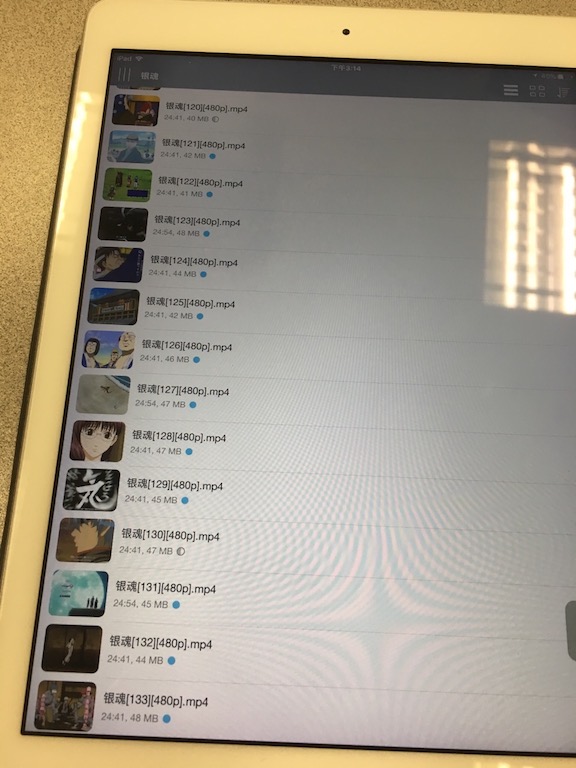 iPad
下午3:14
银魂
银魂[120][480p].mp4
24:41, 40 MB
银魂[121][480p].mp4
24:41, 42 MB
银魂[122][480p].mp4
24:41, 41 MB
银魂[123][480p].mp4
24:54, 48 MB
银魂[124][480p].mp4
24:41, 44 MB
银魂[125][480p].mp4
24:41, 42 MB
银魂[126][480p].mp4
24:41, 46 MB
银魂[127][480p].mp4
24:54, 47 MB
银魂[128][480p].mp4
24:41, 47 MB
银魂[129][480p].mp4
24:41, 45 MB
银魂[130][480p].mp4
24:41, 47 MB
银魂[131][480p].mp4
24:54, 45 MB
银魂[132][480p].mp4
24:41, 44 MB
银魂[133][480p].mp4
24:41, 48 MB